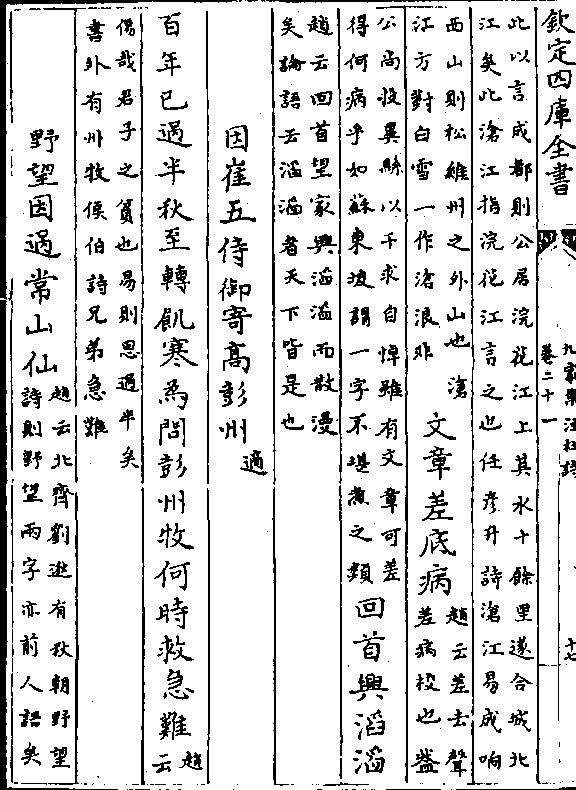 欽定四庫全書
九家集注杜詩
卷二十一
十七
此以言成都則公居浣花江上其水十餘里遂合城北
江矣此滄江指浣花江言之也任彥升詩滄江易成响
西山則松維州之外山也滄
江方對白雪一作滄浪非
文章差底病
趙云差去聲
差病校也蓋
公尚牧異縣以干求自悼雖有文章可差
得何病乎如蘇東坡謂一字不堪煮之類
回首興滔滔
趙云回首望家興滔滔而散漫
矣論語云滔滔者天下皆是也
因崔五侍御寄高彭州適
百年已過半秋至轉飢寒為問彭州牧何時救急難
趙云
傷哉君子之貧也易則思過半矣
書外有州牧侯伯詩兄弟急難
野望因過常山仙
趙云北齊劉逖有秋朝野望
詩則野望兩字亦前人語矣